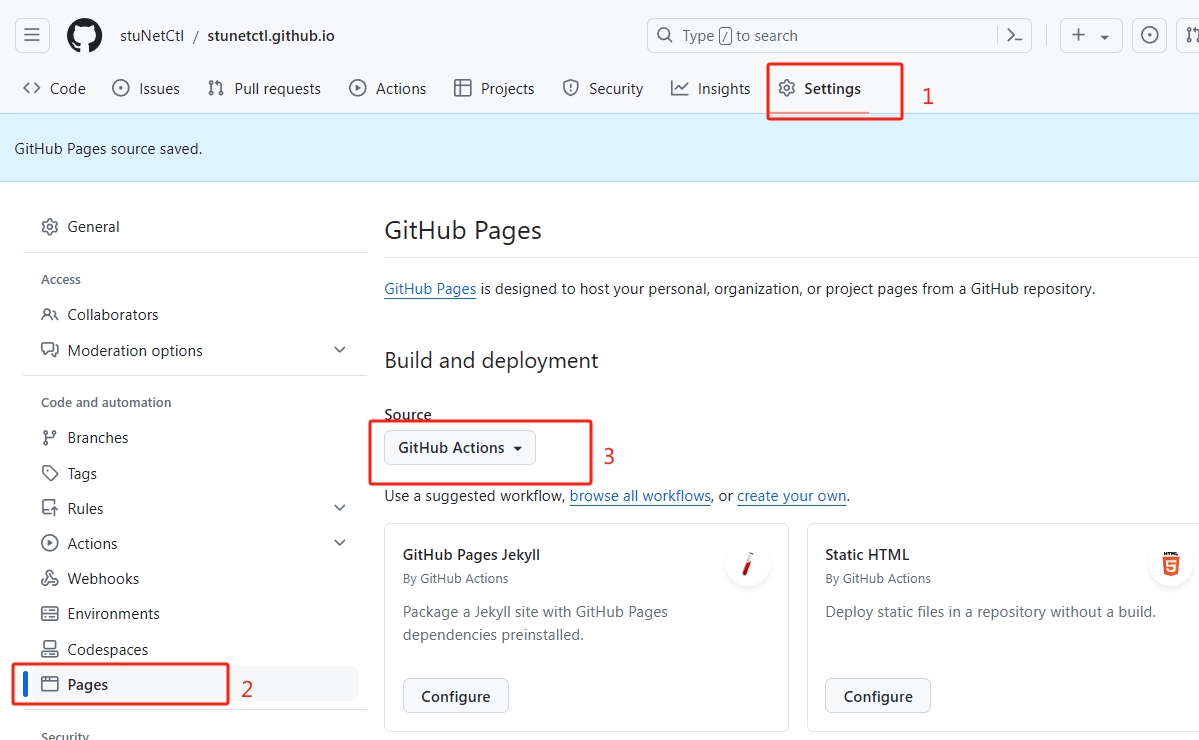 stuNetCtl / stunetctl.github.io
Type / to search
Code Issues Pull requests Actions Projects Security Insights Settings 1
GitHub Pages source saved.
General
Access
Collaborators
Moderation options
Code and automation
Branches
Tags
Rules
Actions
Webhooks
Environments
Codespaces
Pages 2
Security
GitHub Pages
GitHub Pages is designed to host your personal, organization, or project pages from a GitHub repository.
Build and deployment
Source
GitHub Actions 3
Use a suggested workflow, browse all workflows, or create your own.
GitHub Pages Jekyll
By GitHub Actions
Package a Jekyll site with GitHub Pages
dependencies preinstalled.
Configure
Static HTML
By GitHub Actions
Deploy static files in a repository without a build.
Configure
HTML
5